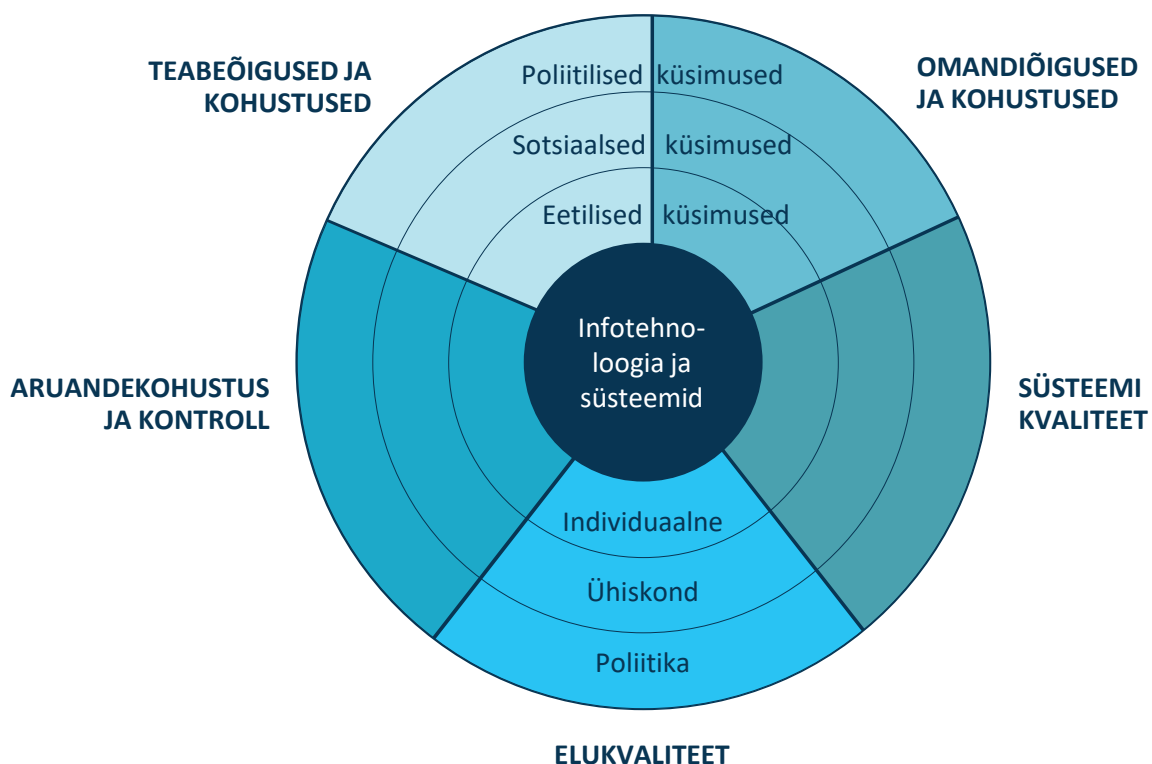 TEABEÕIGUSED JA
KOHUSTUSED
Poliitilised küsimused
OMANDIÕIGUSED
JA KOHUSTUSED
Sotsiaalsed küsimused
Eetilised küsimused
Infotehno-
loogia ja
süsteemid
ARUANDEKOHUSTUS
JA KONTROLL
SÜSTEEMI
KVALITEET
Individuaalne
Ühiskond
Poliitika
ELUKVALITEET